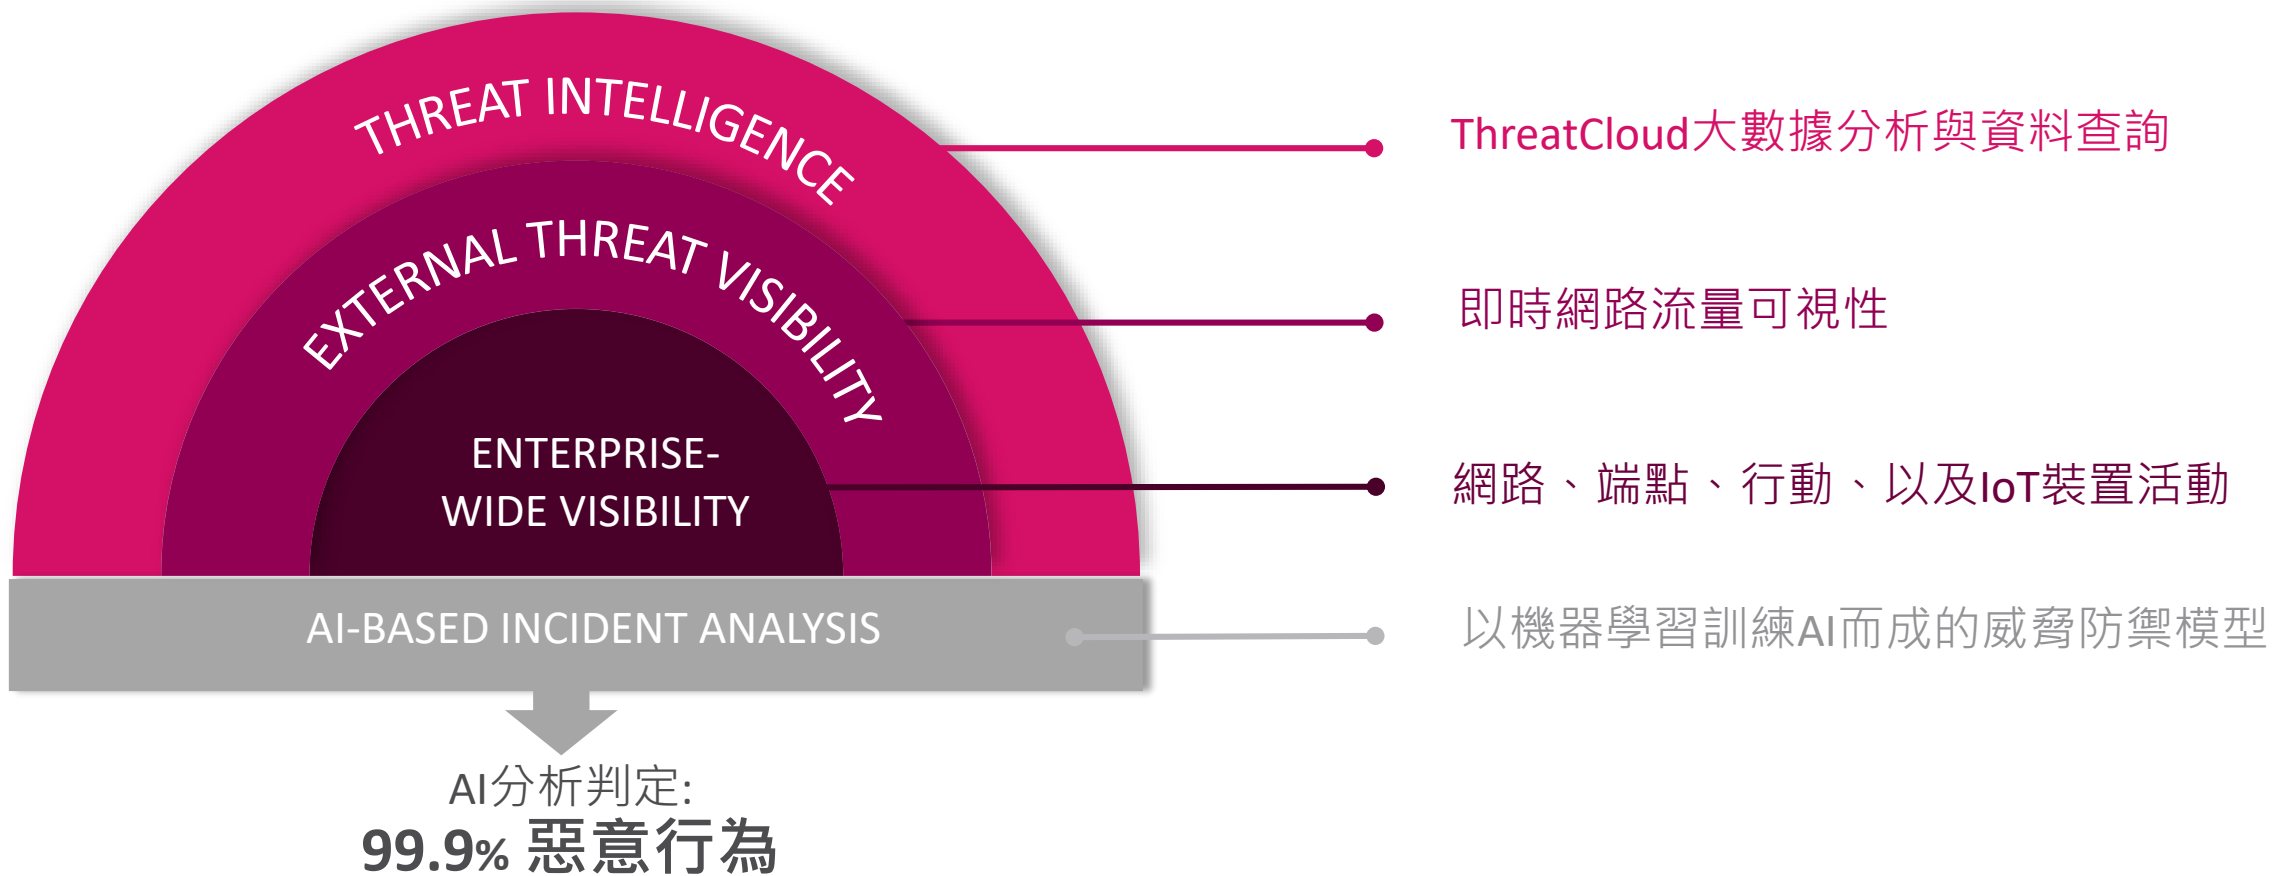 THREAT INTELLIGENCE
ThreatCloud大數據分析與資料查詢
EXTERNAL THREAT VISIBILITY
即時網路流量可視性
ENTERPRISE-
WIDE VISIBILITY
網路、端點、行動、以及IoT裝置活動
AI-BASED INCIDENT ANALYSIS
以機器學習訓練AI而成的威脅防禦模型
AI分析判定:
99.9% 惡意行為